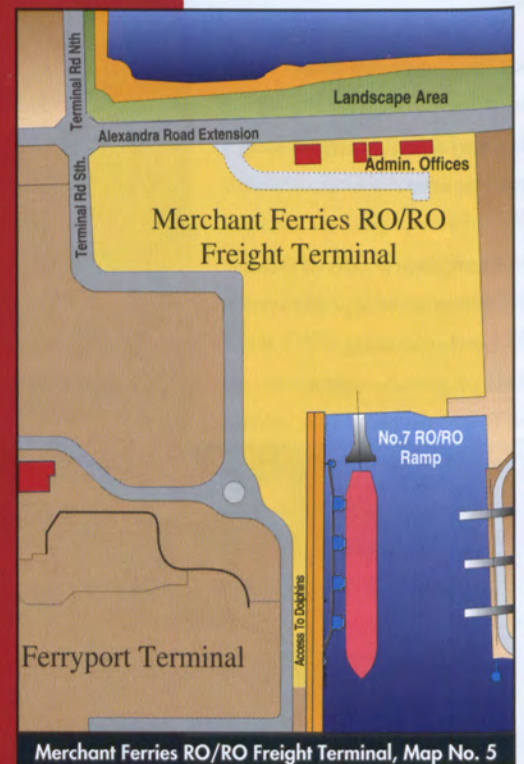 Terminal Rd Nth
Landscape Area
Alexandra Road Extension
Admin. Offices
Terminal Rd Sth.
Merchant Ferries RO/RO
Freight Terminal
No.7 RO/RO
Ramp
Access To Dolphins
Ferryport Terminal
Merchant Ferries RO/RO Freight Terminal, Map No. 5